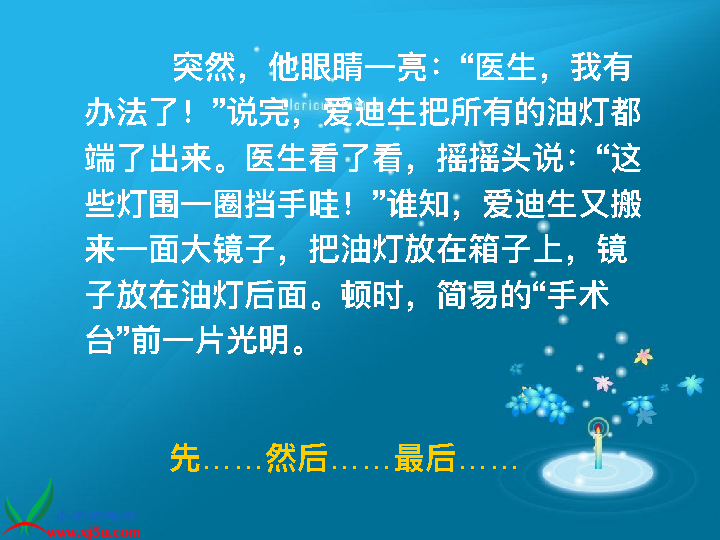 突然，他眼睛一亮：“医生，我有
办法了！”说完，爱迪生把所有的油灯都
端了出来。医生看了看，摇摇头说：“这
些灯围一圈挡手哇！”谁知，爱迪生又搬
来一面大镜子，把油灯放在箱子上，镜
子放在油灯后面。顿时，简易的“手术
台”前一片光明。
先……然后……最后……
www.xj5u.com